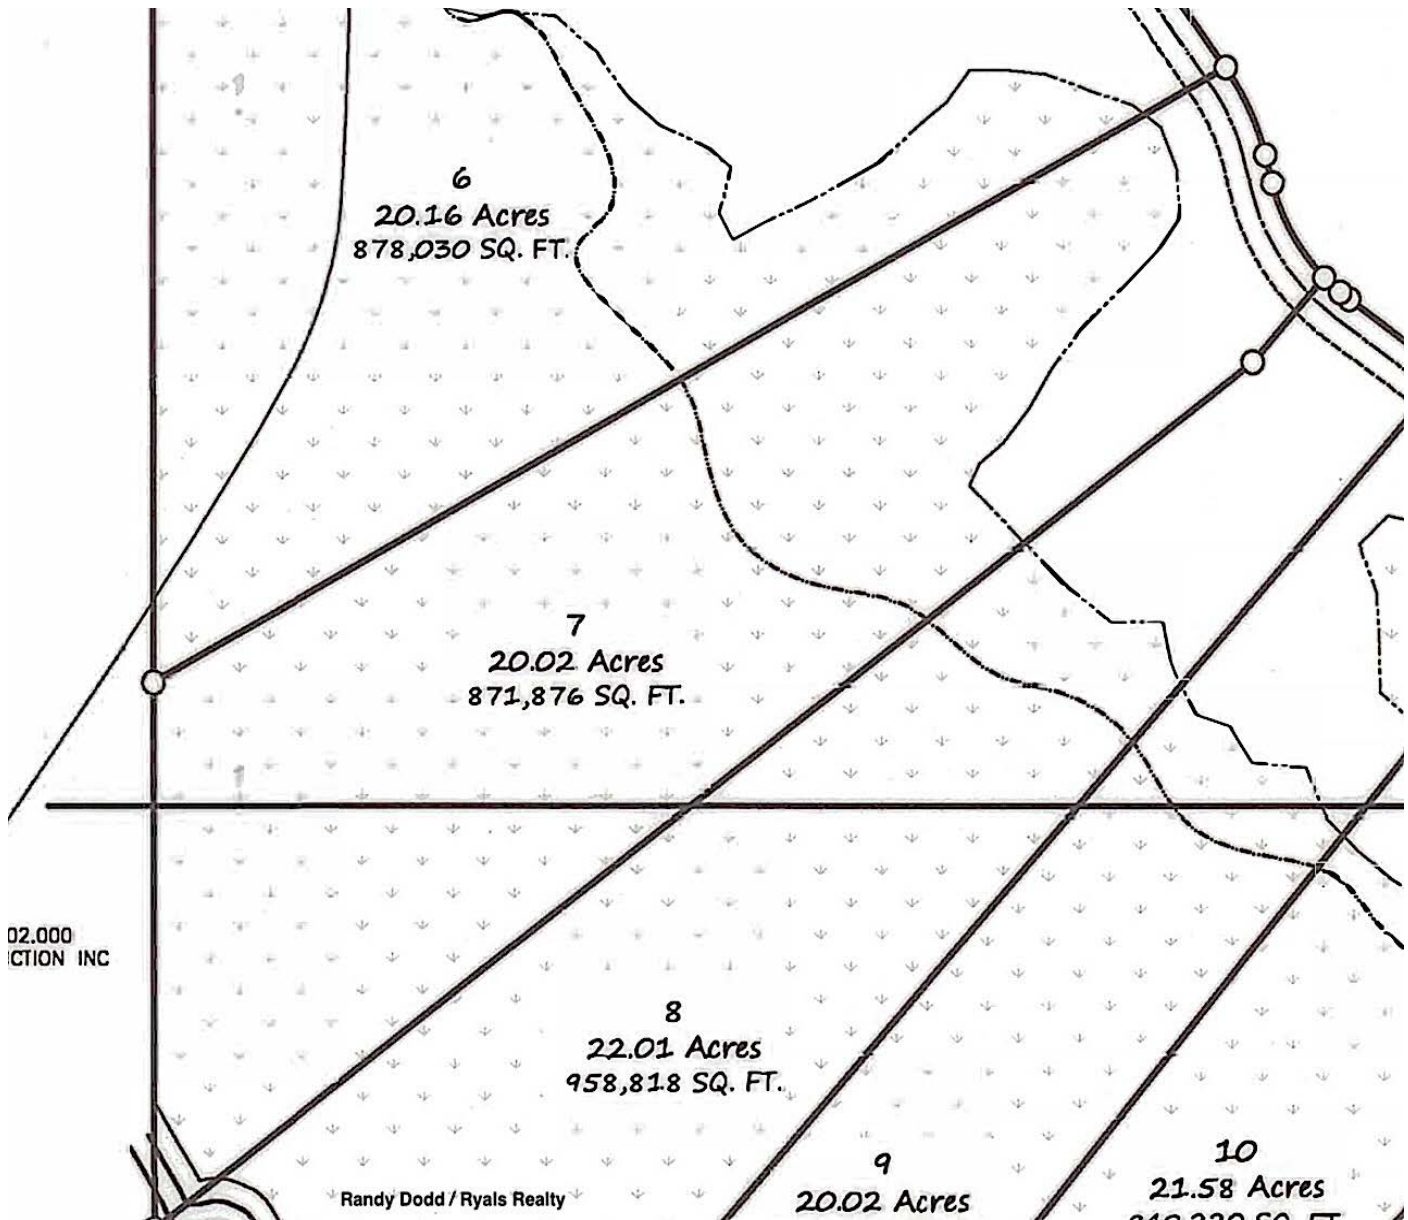 6
20.16 Acres
878,030 SQ. FT.
7
20.02 Acres
871,876 SQ. FT.
02.000
CTION INC
8
22.01 Acres
958,818 SQ. FT.
9
20.02 Acres
10
21.58 Acres
Randy Dodd / Ryals Realty